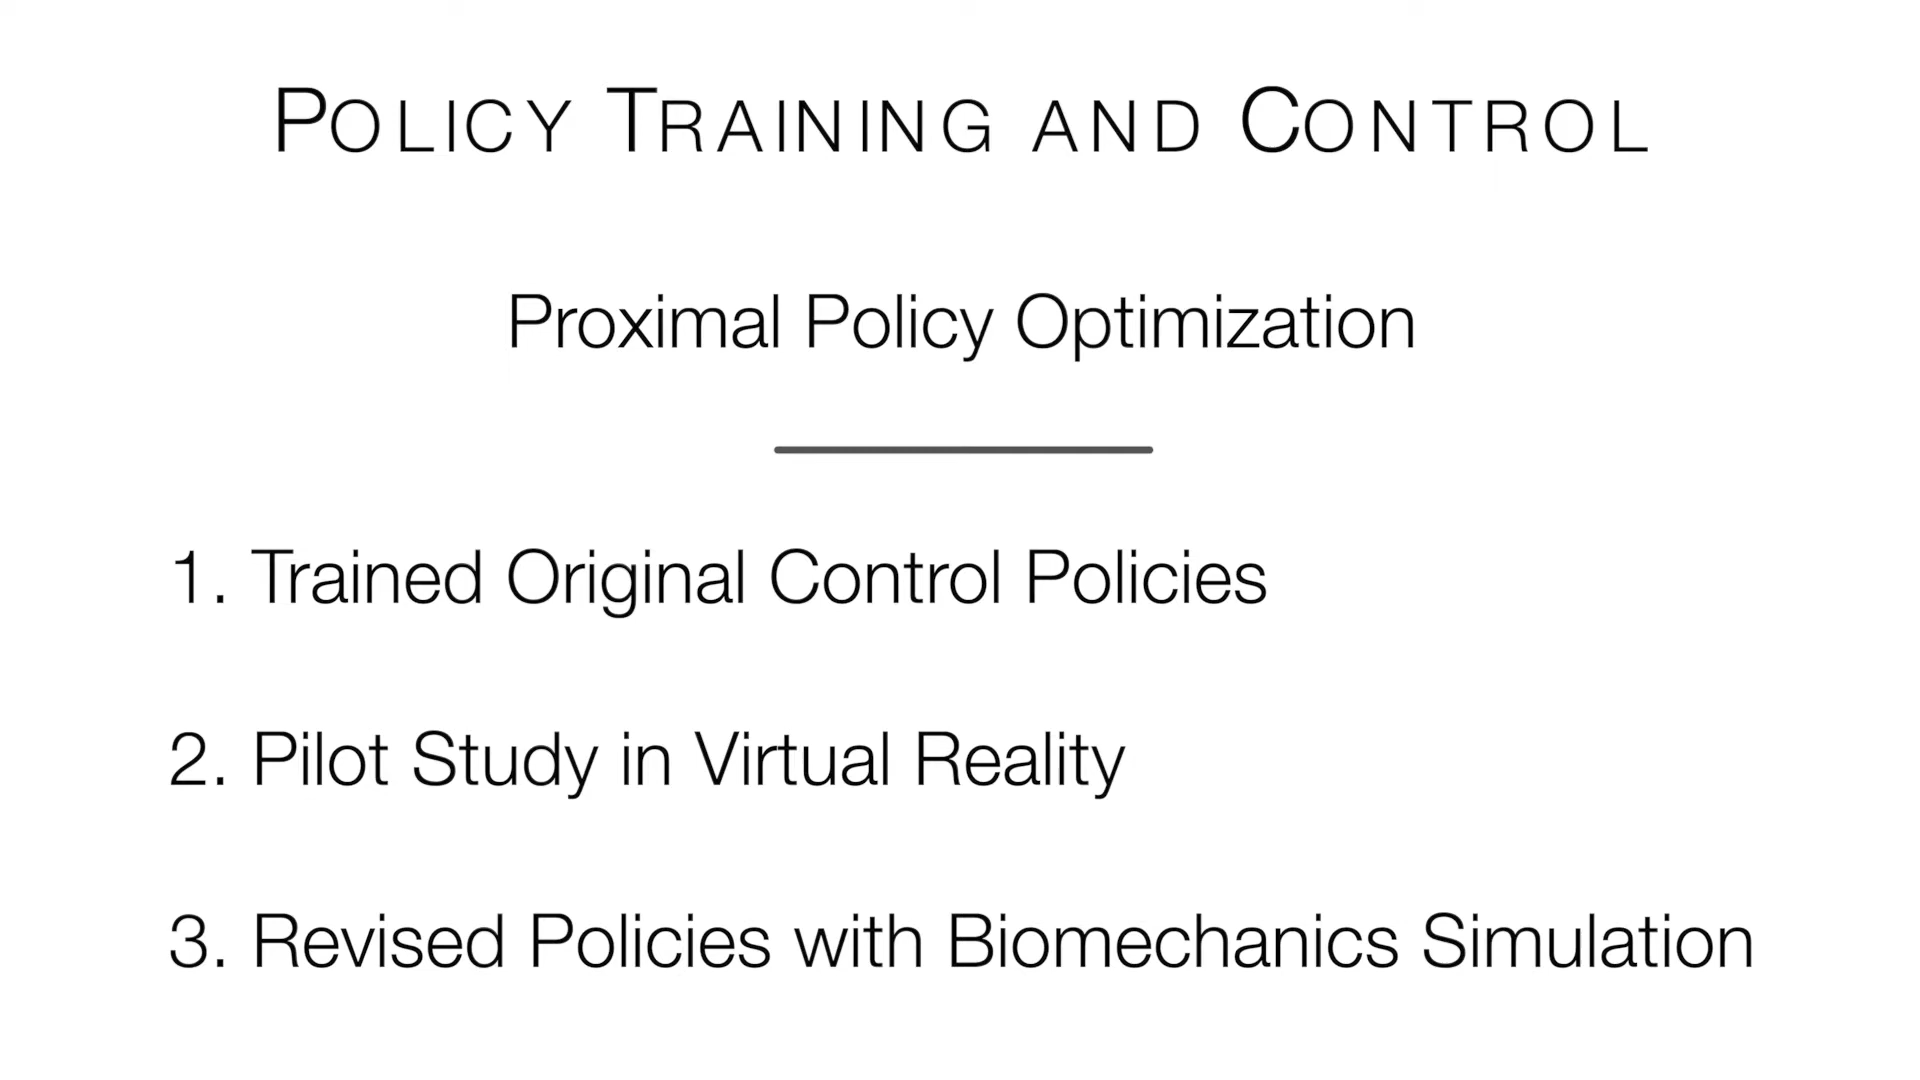 Policy Training and Control
Proximal Policy Optimization
1. Trained Original Control Policies
2. Pilot Study in Virtual Reality
3. Revised Policies with Biomechanics Simulation